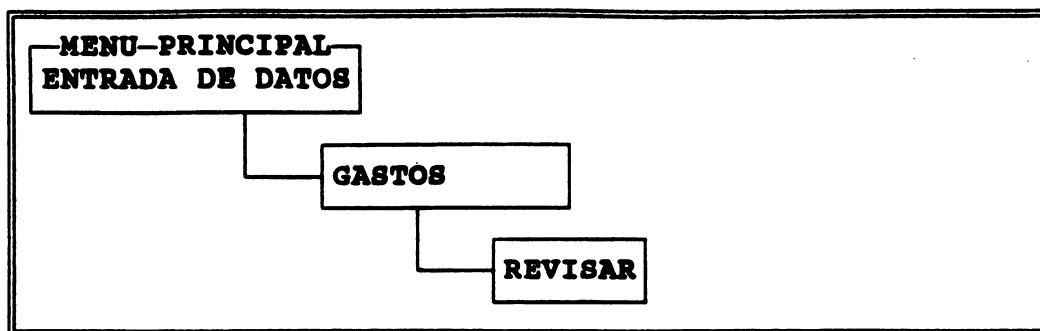 MENU-PRINCIPAL
ENTRADA DE DATOS
GASTOS
REVISAR